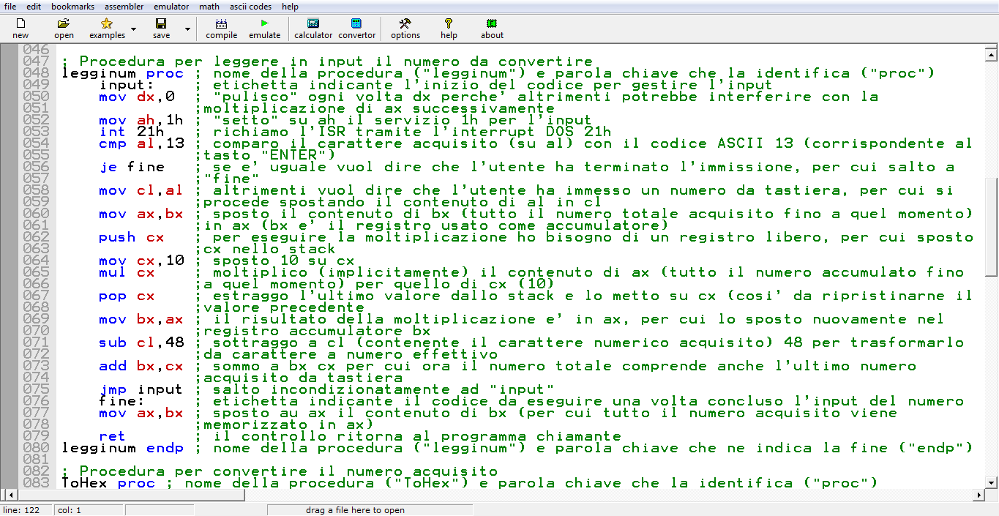 file edit bookmarks assembler emulator math ascii codes help
new open examples save compile emulate calculator convertor options help about
046
047 ; Procedura per leggere in input il numero da convertire
048 legginum proc ; nome della procedura ("legginum") e parola chiave che la identifica ("proc")
049 input: ; etichetta indicante l'inizio del codice per gestire l'input
050 mov dx,0 ; "pulisco" ogni volta dx perche' altrimenti potrebbe interferire con la
051 ;moltiplicazione di ax successivamente
052 mov ah,1h ; "setto" su ah il servizio 1h per l'input
053 int 21h ; richiamo l'ISR tramite l'interrupt DOS 21h
054 cmp al,13 ; comparo il carattere acquisito (su al) con il codice ASCII 13 (corrispondente al
055 ;tasto "ENTER")
056 je fine ; se e' uguale vuol dire che l'utente ha terminato l'immissione, per cui salto a
057 ;"fine"
058 mov cl,al ; altrimenti vuol dire che l'utente ha immesso un numero da tastiera, per cui si
059 ;procede spostando il contenuto di al in cl
060 mov ax,bx ; sposto il contenuto di bx (tutto il numero totale acquisito fino a quel momento)
061 ;in ax (bx e' il registro usato come accumulatore)
062 push cx ; per eseguire la moltiplicazione ho bisogno di un registro libero, per cui sposto
063 ;cx nello stack
064 mov cx,10 ; sposto 10 su cx
065 mul cx ; moltiplico (implicitamente) il contenuto di ax (tutto il numero accumulato fino
066 ;a quel momento) per quello di cx (10)
067 pop cx ; estraggo l'ultimo valore dallo stack e lo metto su cx (cosi' da ripristinarne il
068 ;valore precedente
069 mov bx,ax ; il risultato della moltiplicazione e' in ax, per cui lo sposto nuovamente nel
070 ;registro accumulatore bx
071 sub cl,48 ; sottraggo a cl (contenente il carattere numerico acquisito) 48 per trasformarlo
072 ;da carattere a numero effettivo
073 add bx,cx ; sommo a bx cx per cui ora il numero totale comprende anche l'ultimo numero
074 ;acquisito da tastiera
075 jmp input ; salto incondizionatamente ad "input"
076 fine: ; etichetta indicante il codice da eseguire una volta concluso l'input del numero
077 mov ax,bx ; sposto au ax il contenuto di bx (per cui tutto il numero acquisito viene
078 ;memorizzato in ax)
079 ret ; il controllo ritorna al programma chiamante
080 legginum endp ; nome della procedura ("legginum") e parola chiave che ne indica la fine ("endp")
081
082 ; Procedura per convertire il numero acquisito
083 ToHex proc ; nome della procedura ("ToHex") e parola chiave che la identifica ("proc")
line: 122 col: 1 drag a file here to open